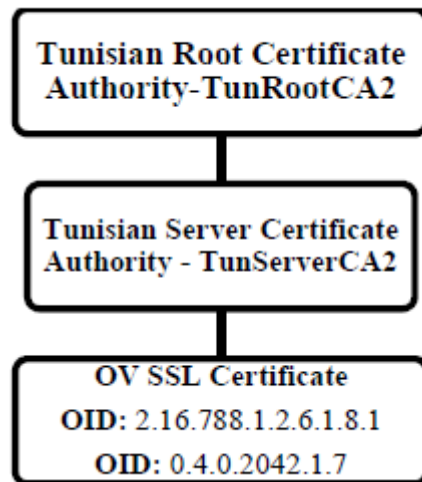 Tunisian Root Certificate
Authority-TunRootCA2
Tunisian Server Certificate
Authority - TunServerCA2
OV SSL Certificate
OID: 2.16.788.1.2.6.1.8.1
OID: 0.4.0.2042.1.7